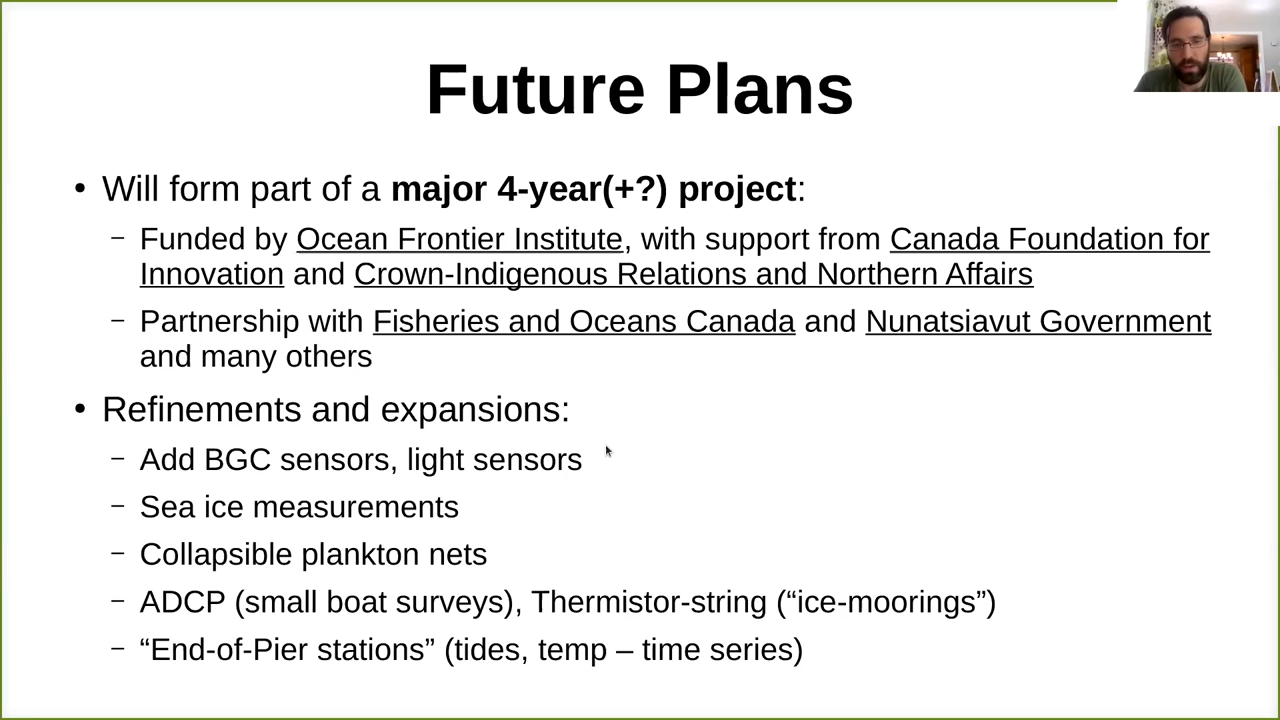 Future Plans
• Will form part of a major 4-year(+?) project:
– Funded by Ocean Frontier Institute, with support from Canada Foundation for
Innovation and Crown-Indigenous Relations and Northern Affairs
– Partnership with Fisheries and Oceans Canada and Nunatsiavut Government
and many others
• Refinements and expansions:
– Add BGC sensors, light sensors
– Sea ice measurements
– Collapsible plankton nets
– ADCP (small boat surveys), Thermistor-string (“ice-moorings”)
– “End-of-Pier stations” (tides, temp – time series)